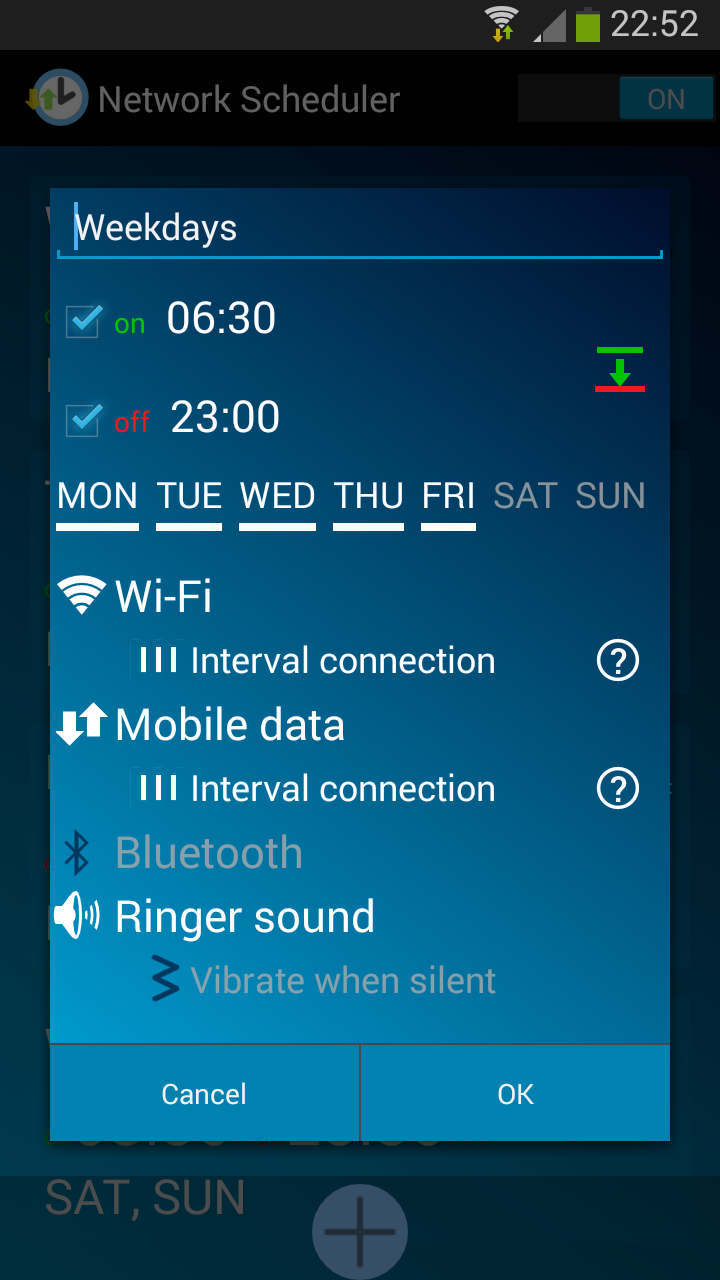 22:52
Network Scheduler ON
Weekdays
on 06:30
off 23:00
MON TUE WED THU FRI SAT SUN
Wi-Fi
Interval connection ?
Mobile data
Interval connection ?
Bluetooth
Ringer sound
Vibrate when silent
Cancel OK
SAT, SUN